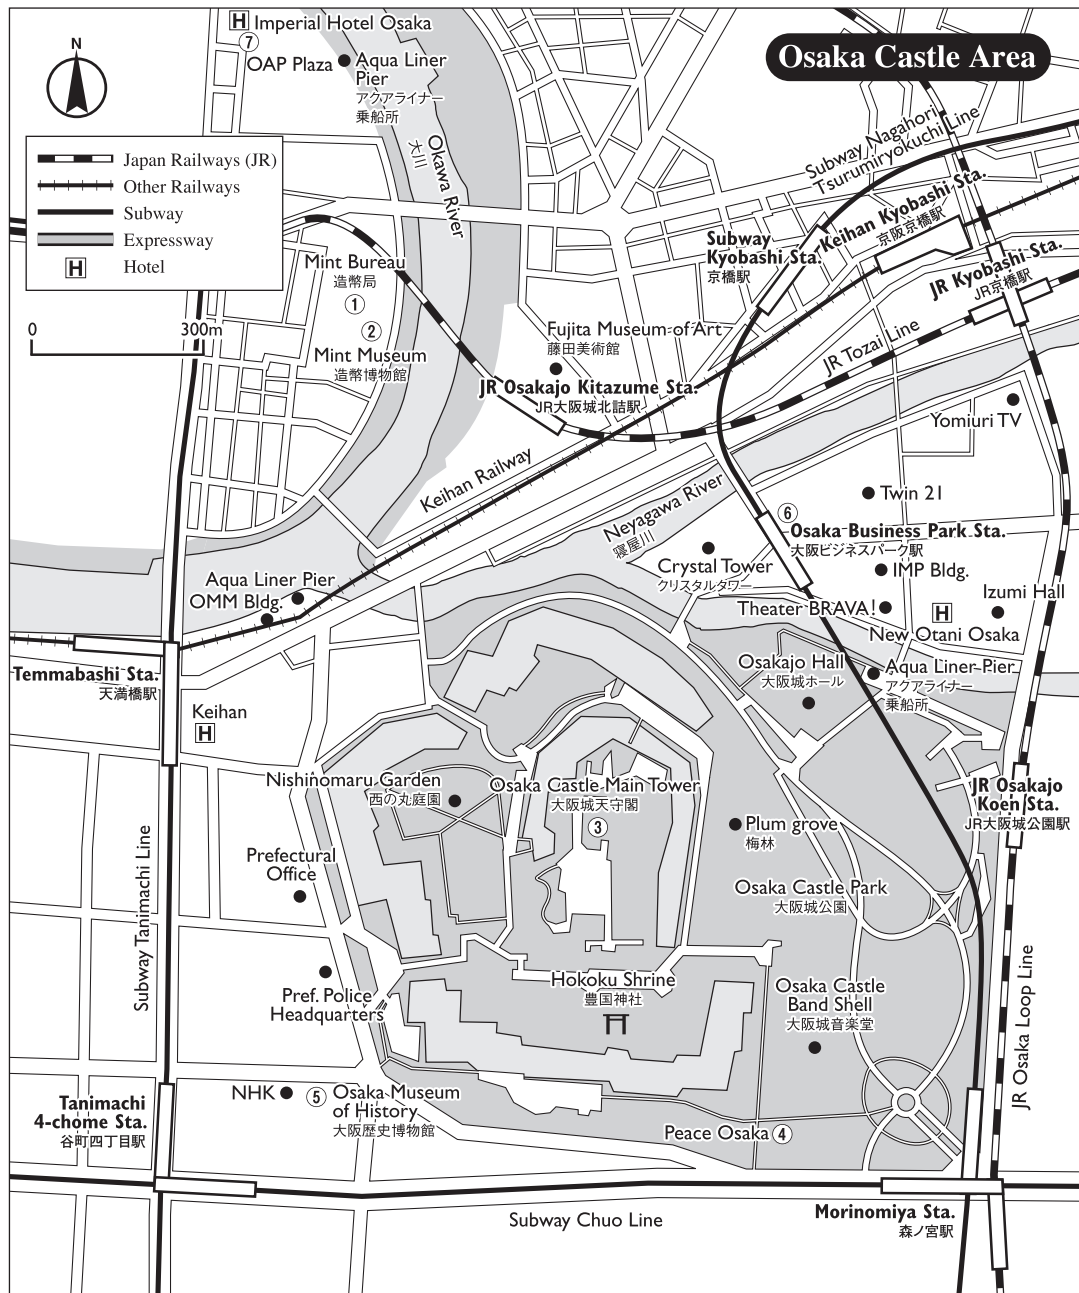 Osaka Castle Area
H Imperial Hotel Osaka
7
OAP Plaza
Aqua Liner
Pier
アクアライナー
乗船所
N
Japan Railways (JR)
Other Railways
Subway
Expressway
H Hotel
0 300m
Okawa River
大川
Subway Nagahori
Tsurumiryokuchi Line
Keihan Kyobashi Sta.
京阪京橋駅
Subway
Kyobashi Sta.
京橋駅
JR Kyobashi Sta.
JR京橋駅
Mint Bureau
造幣局
1
2
Mint Museum
造幣博物館
Fujita Museum of Art
藤田美術館
JR Osakajo Kitazume Sta.
JR大阪城北詰駅
JR Tozai Line
Yomiuri TV
Keihan Railway
Neyagawa River
寝屋川
Twin 21
6
Osaka Business Park Sta.
大阪ビジネスパーク駅
Crystal Tower
クリスタルタワー
IMP Bldg.
Aqua Liner Pier
OMM Bldg.
Theater BRAVA!
H
New Otani Osaka
Izumi Hall
Temmabashi Sta.
天満橋駅
Osakajo Hall
大阪城ホール
Aqua Liner Pier
アクアライナー
乗船所
Keihan
H
Nishinomaru Garden
西の丸庭園
Osaka Castle Main Tower
大阪城天守閣
3
JR Osakajo
Koen Sta.
JR大阪城公園駅
Plum grove
梅林
Prefectural
Office
Osaka Castle Park
大阪城公園
Subway Tanimachi Line
Pref. Police
Headquarters
Hokoku Shrine
豊国神社
Osaka Castle
Band Shell
大阪城音楽堂
JR Osaka Loop Line
NHK
5
Osaka Museum
of History
大阪歴史博物館
Tanimachi
4-chome Sta.
谷町四丁目駅
Peace Osaka 4
Subway Chuo Line
Morinomiya Sta.
森ノ宮駅